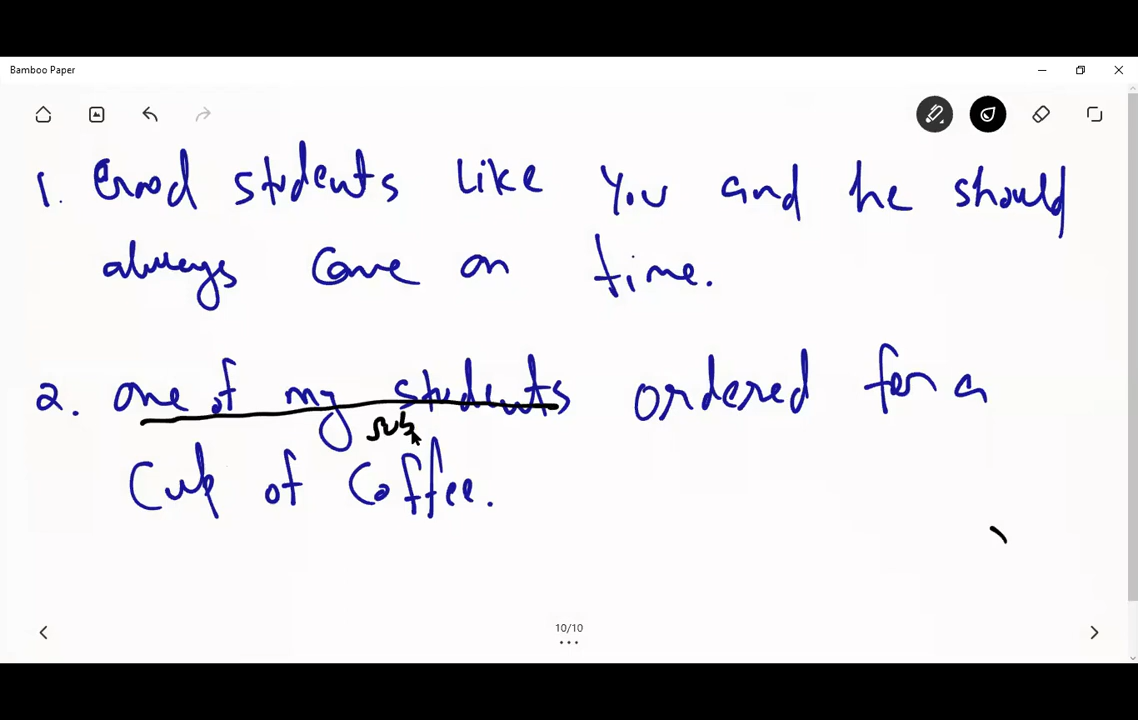 Bamboo Paper
1. Good students like you and he should
always come on time.
2. one of my students ordered for a
sub
Cup of Coffee.
10/10